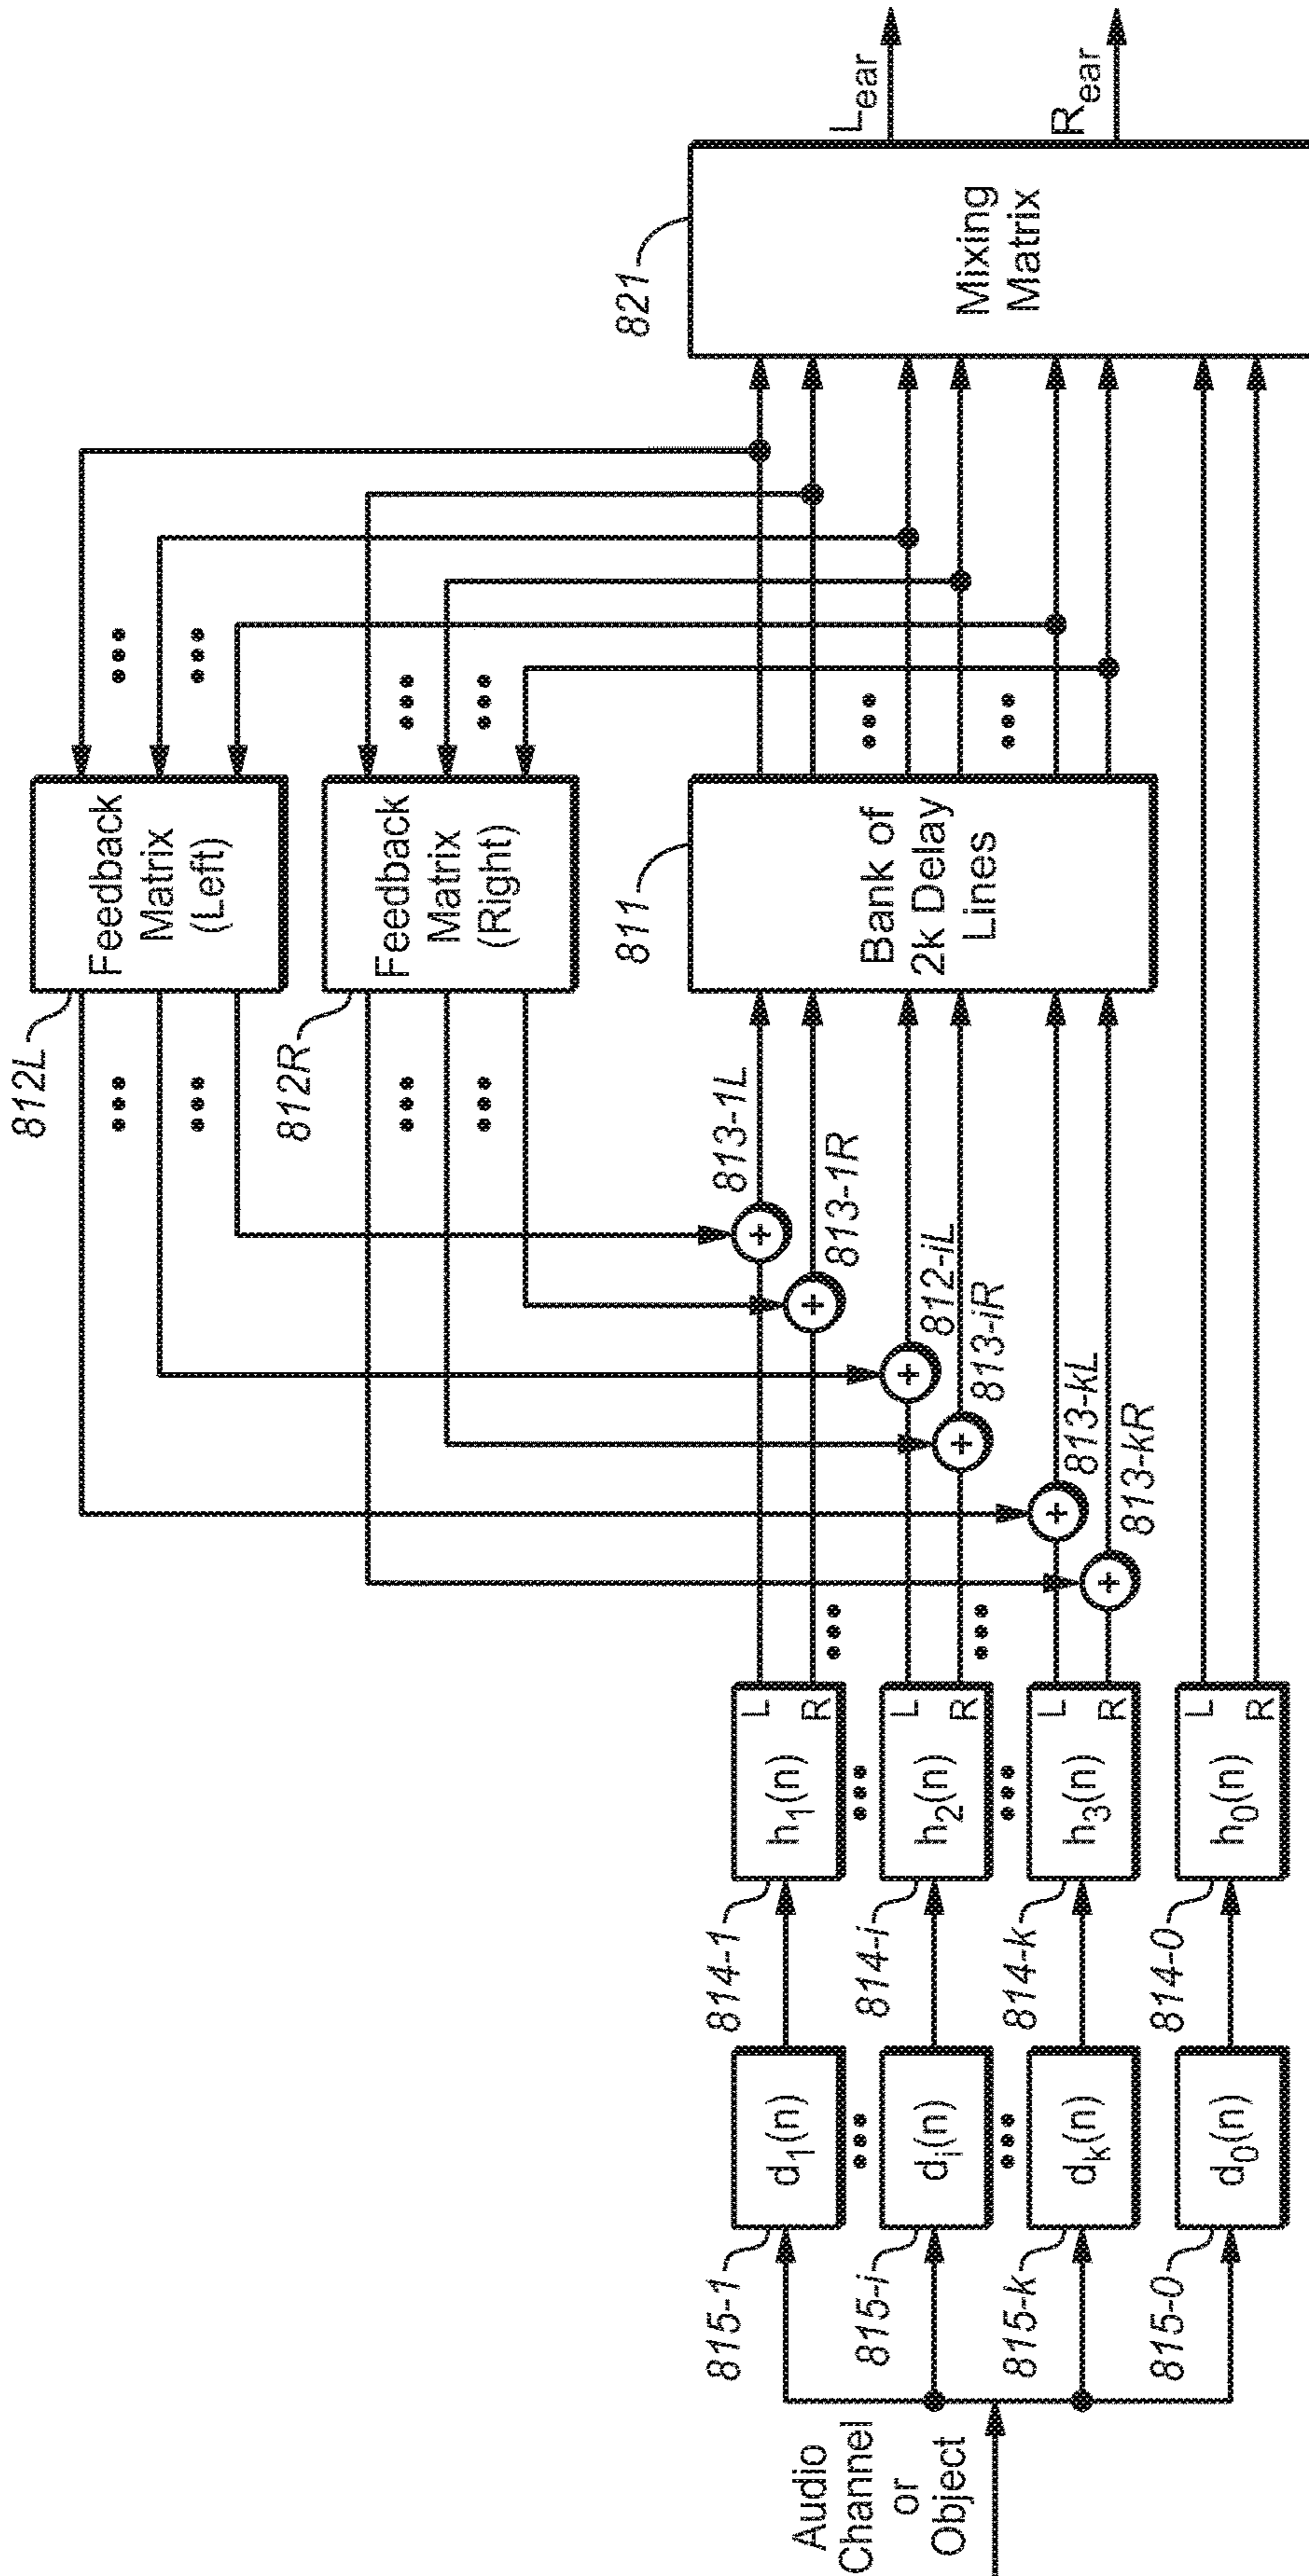 Audio
Channel
or
Object
815-1
d₁(n)
814-1
h₁(n)
L
R
815-i
dᵢ(n)
814-i
h₂(n)
L
R
815-k
dₖ(n)
814-k
h₃(n)
L
R
815-0
d₀(n)
814-0
h₀(n)
L
R
+
813-1L
+
813-1R
+
812-iL
+
813-iR
+
813-kL
+
813-kR
812L
Feedback
Matrix
(Left)
812R
Feedback
Matrix
(Right)
811
Bank of
2k Delay
Lines
821
Mixing
Matrix
Lear
Rear